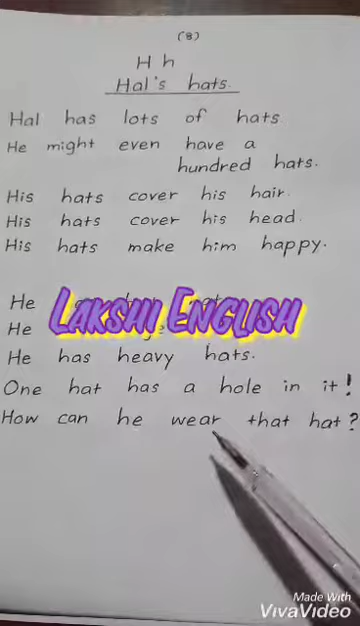 (8)
H h
Hal's hats.
Hal has lots of hats
He might even have a
hundred hats.
His hats cover his hair.
His hats cover his head.
His hats make him happy.
He
LAKSHI ENGLISH
He
He has heavy hats.
One hat has a hole in it!
How can he wear that hat?
Made With
VivaVideo